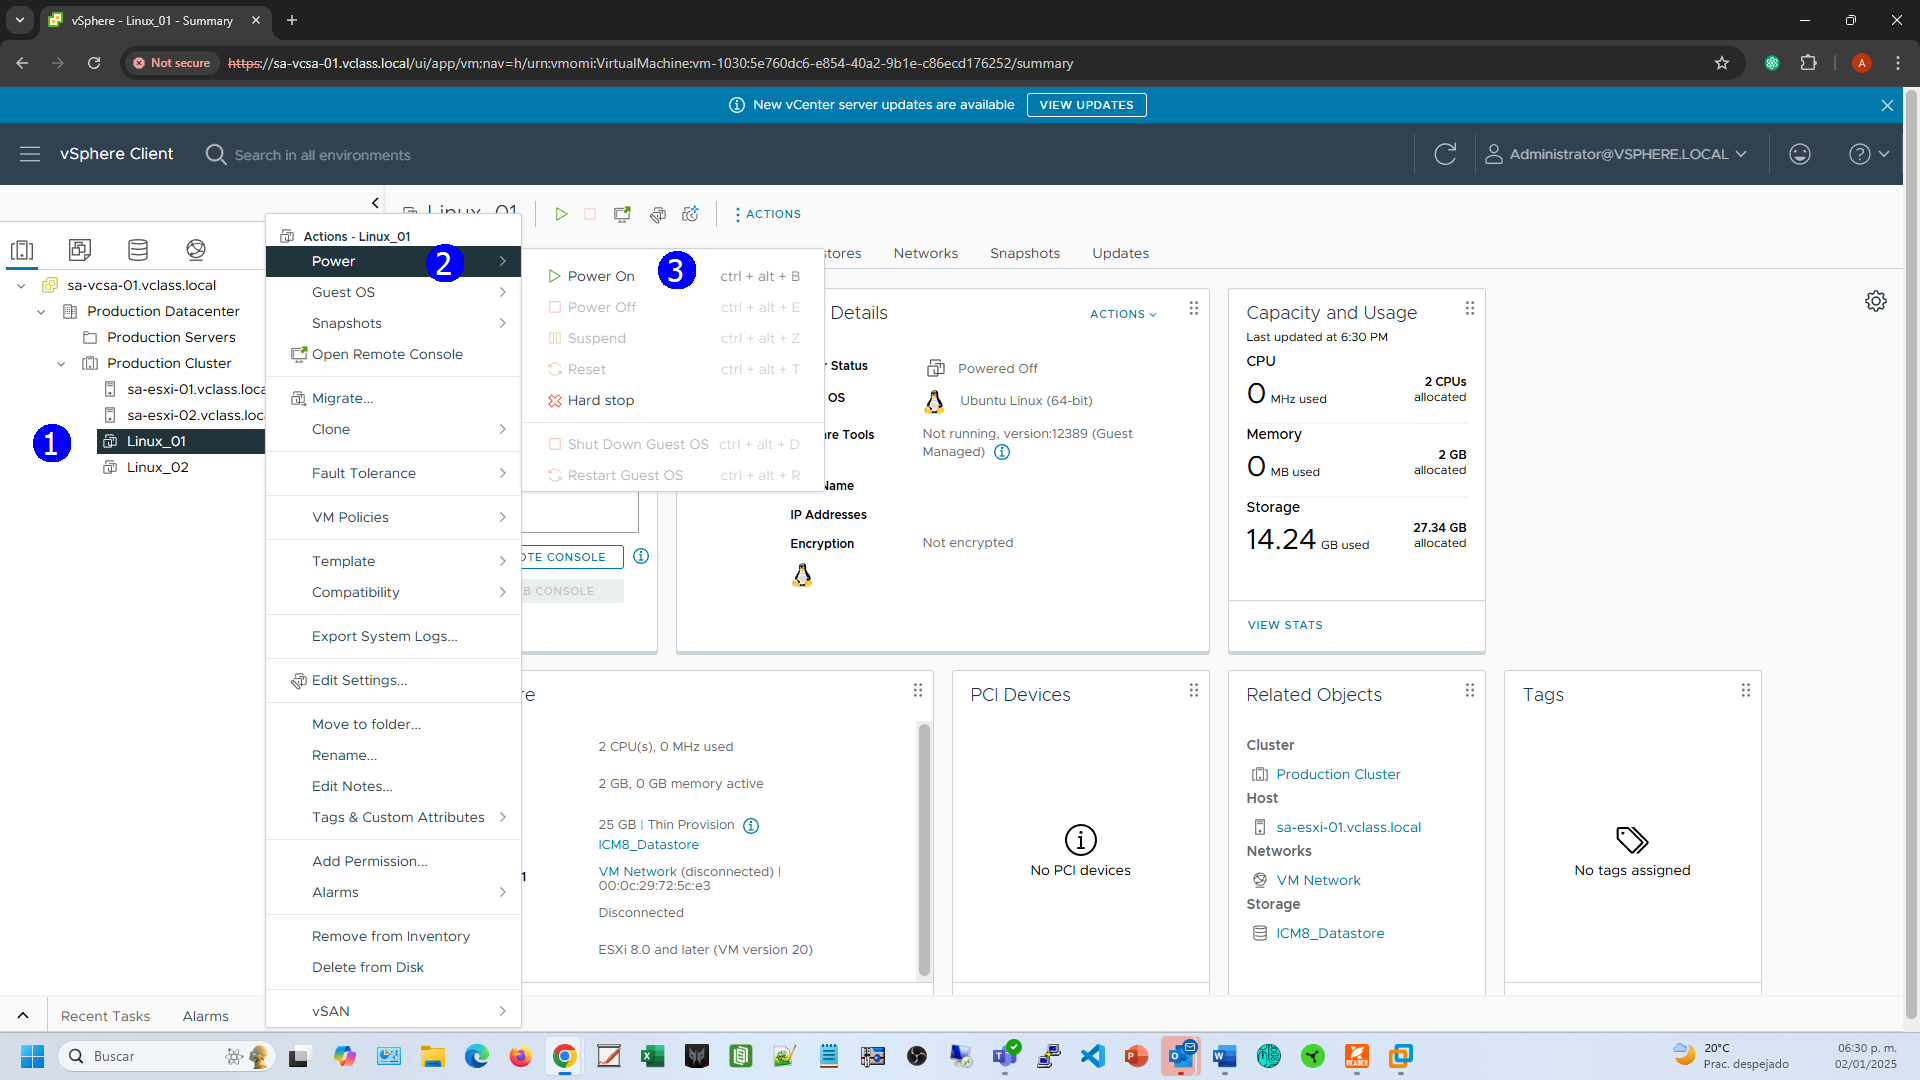 vSphere - Linux_01 - Summary
Not secure
https://sa-vcsa-01.vclass.local/ui/app/vm;nav=h/urn:vmomi:VirtualMachine:vm-1030:5e760dc6-e854-40a2-9b1e-c86ecd176252/summary
A
New vCenter server updates are available
VIEW UPDATES
vSphere Client
Search in all environments
Administrator@VSPHERE.LOCAL
Linux_01
ACTIONS
Networks
Snapshots
Updates
sa-vcsa-01.vclass.local
Production Datacenter
Production Servers
Production Cluster
sa-esxi-01.vclass.loca
sa-esxi-02.vclass.loc
1
Linux_01
Linux_02
Actions - Linux_01
Power
2
Guest OS
Snapshots
Open Remote Console
Migrate...
Clone
Fault Tolerance
VM Policies
Template
Compatibility
Export System Logs...
Edit Settings...
Move to folder...
Rename...
Edit Notes...
Tags & Custom Attributes
Add Permission...
Alarms
Remove from Inventory
Delete from Disk
vSAN
Power On
3
ctrl + alt + B
Power Off
ctrl + alt + E
Suspend
ctrl + alt + Z
Reset
ctrl + alt + T
Hard stop
Shut Down Guest OS
ctrl + alt + D
Restart Guest OS
ctrl + alt + R
OTE CONSOLE
B CONSOLE
tores
Details
ACTIONS
r Status
Powered Off
OS
Ubuntu Linux (64-bit)
re Tools
Not running, version:12389 (Guest
Managed)
Name
IP Addresses
Encryption
Not encrypted
Capacity and Usage
Last updated at 6:30 PM
CPU
0 MHz used
2 CPUs
allocated
Memory
0 MB used
2 GB
allocated
Storage
14.24 GB used
27.34 GB
allocated
VIEW STATS
re
2 CPU(s), 0 MHz used
2 GB, 0 GB memory active
25 GB | Thin Provision
ICM8_Datastore
1
VM Network (disconnected) |
00:0c:29:72:5c:e3
Disconnected
ESXi 8.0 and later (VM version 20)
PCI Devices
No PCI devices
Related Objects
Cluster
Production Cluster
Host
sa-esxi-01.vclass.local
Networks
VM Network
Storage
ICM8_Datastore
Tags
No tags assigned
Recent Tasks
Alarms
Buscar
20°C
Prac. despejado
06:30 p. m.
02/01/2025